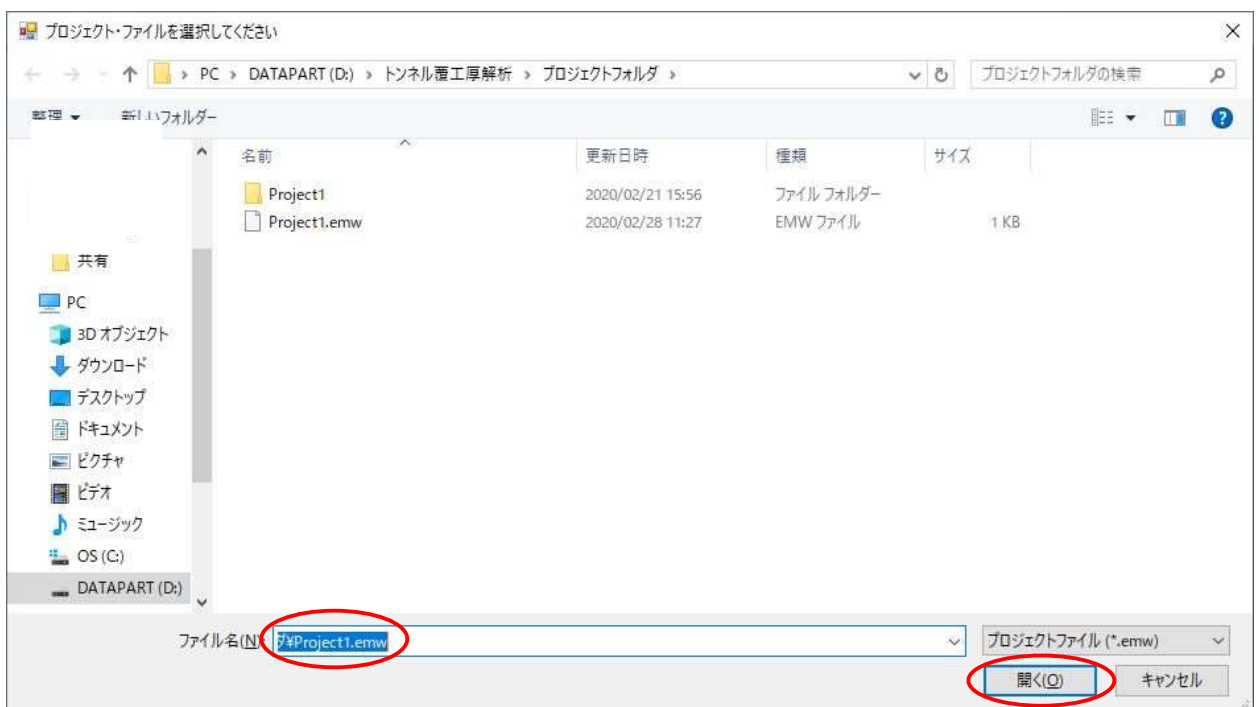 プロジェクト・ファイルを選択してください
PC > DATAPART (D:) > トンネル覆工厚解析 > プロジェクトフォルダ >
プロジェクトフォルダの検索
整理 新しいフォルダー
名前 更新日時 種類 サイズ
Project1 2020/02/21 15:56 ファイル フォルダー
Project1.emw 2020/02/28 11:27 EMW ファイル 1 KB
共有
PC
3D オブジェクト
ダウンロード
デスクトップ
ドキュメント
ピクチャ
ビデオ
ミュージック
OS (C:)
DATAPART (D:)
ファイル名(N): ダ¥Project1.emw プロジェクトファイル (*.emw)
開く(O) キャンセル